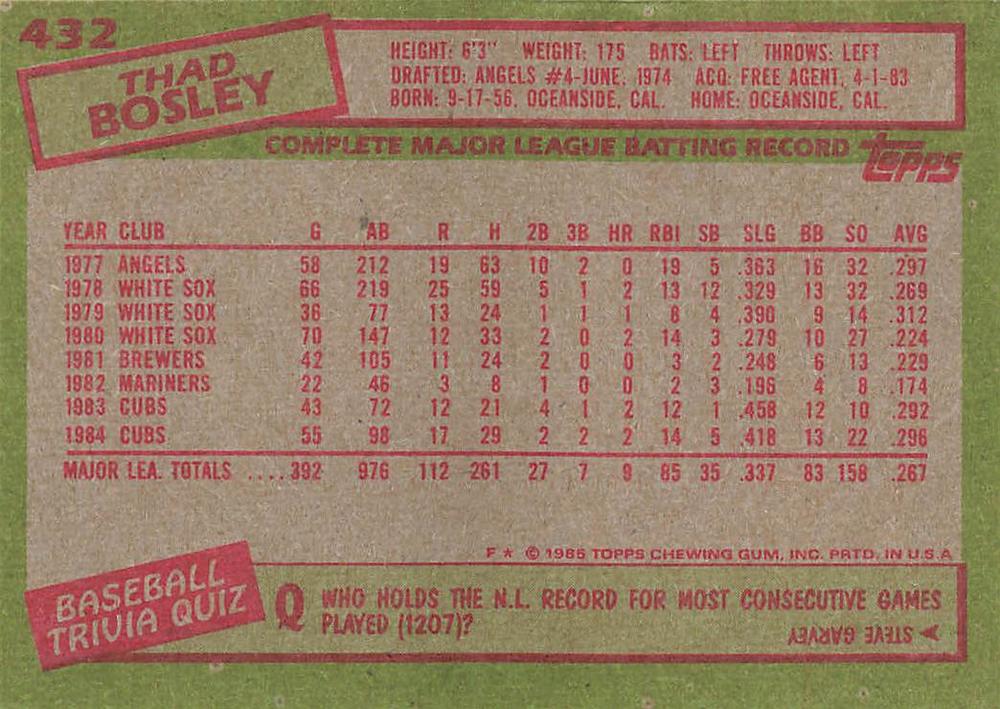 432
THAD
BOSLEY
HEIGHT: 6'3" WEIGHT: 175 BATS: LEFT THROWS: LEFT
DRAFTED: ANGELS #4-JUNE, 1974 ACQ: FREE AGENT, 4-1-83
BORN: 9-17-56, OCEANSIDE, CAL. HOME: OCEANSIDE, CAL.
COMPLETE MAJOR LEAGUE BATTING RECORD topps
YEAR CLUB G AB R H 2B 3B HR RBI SB SLG BB SO AVG
1977 ANGELS 58 212 19 63 10 2 0 19 5 .363 16 32 .297
1978 WHITE SOX 66 219 25 59 5 1 2 13 12 .329 13 32 .269
1979 WHITE SOX 36 77 13 24 1 1 1 8 4 .390 9 14 .312
1980 WHITE SOX 70 147 12 33 2 0 2 14 3 .279 10 27 .224
1981 BREWERS 42 105 11 24 2 0 0 3 2 .248 6 13 .229
1982 MARINERS 22 46 3 8 1 0 0 2 3 .196 4 8 .174
1983 CUBS 43 72 12 21 4 1 2 12 1 .458 12 10 .292
1984 CUBS 55 98 17 29 2 2 2 14 5 .418 13 22 .296
MAJOR LEA. TOTALS ....392 976 112 261 27 7 9 85 35 .337 83 158 .267
F * © 1985 TOPPS CHEWING GUM, INC. PRTD. IN U.S.A
BASEBALL
TRIVIA QUIZ
Q WHO HOLDS THE N.L. RECORD FOR MOST CONSECUTIVE GAMES
PLAYED (1207)?
STEVE GARVEY